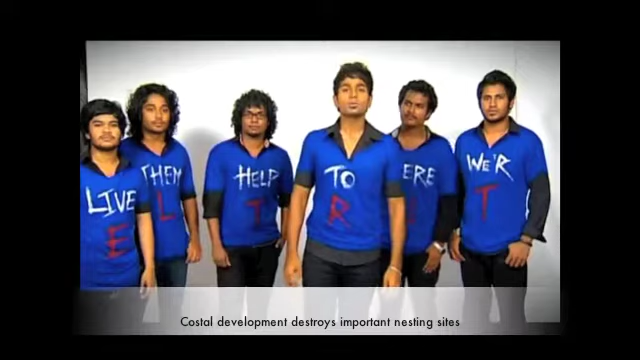 LIVE THEM HELP TO ERE WE'R
E L T R U T
Costal development destroys important nesting sites